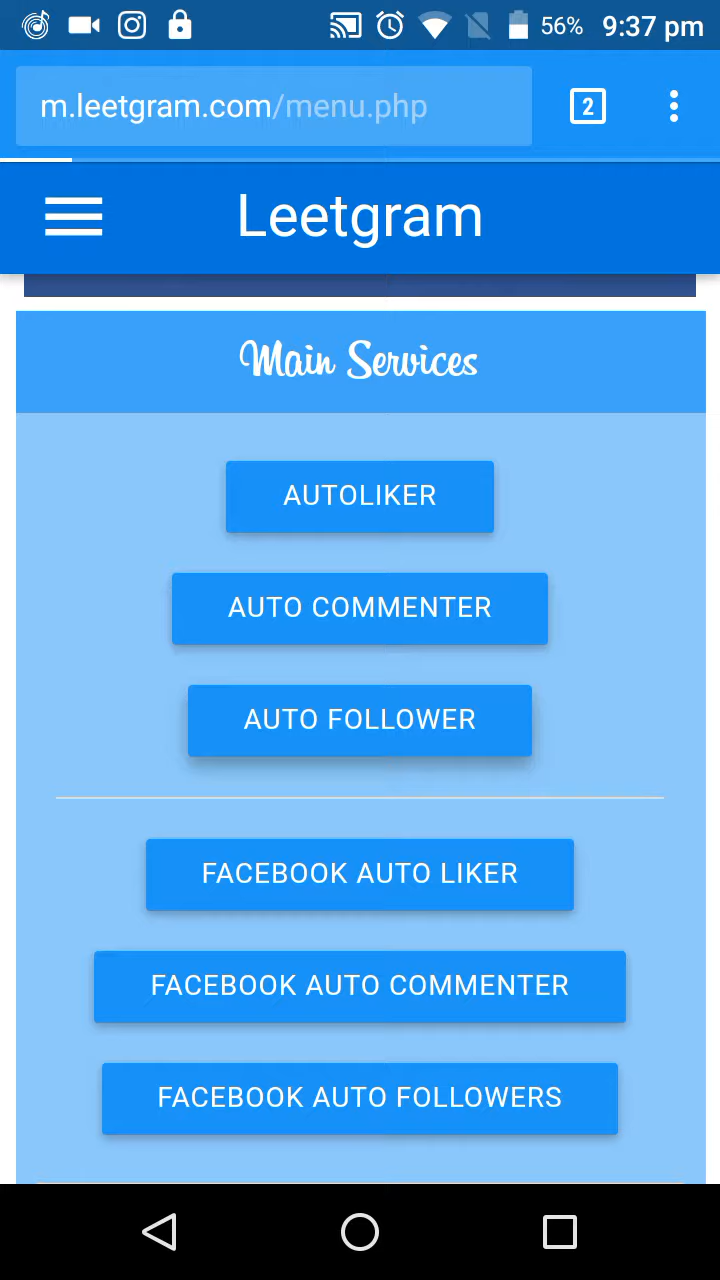 56% 9:37 pm
m.leetgram.com/menu.php
2
Leetgram
Main Services
AUTOLIKER
AUTO COMMENTER
AUTO FOLLOWER
FACEBOOK AUTO LIKER
FACEBOOK AUTO COMMENTER
FACEBOOK AUTO FOLLOWERS